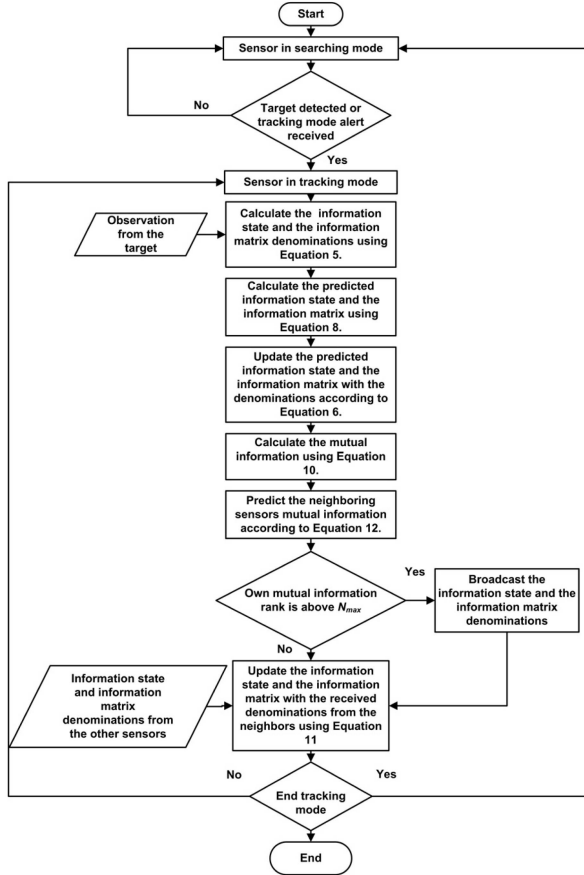 Start
Sensor in searching mode
No
Target detected or
tracking mode alert
received
Yes
Sensor in tracking mode
Observation
from the
target
Calculate the information
state and the information
matrix denominations using
Equation 5.
Calculate the predicted
information state and the
information matrix using
Equation 8.
Update the predicted
information state and the
information matrix with the
denominations according to
Equation 6.
Calculate the mutual
information using Equation
10.
Predict the neighboring
sensors mutual information
according to Equation 12.
Own mutual information
rank is above Nmax
Yes
Broadcast the
information state and the
information matrix
denominations
No
Information state
and information
matrix
denominations from
the other sensors
Update the information
state and the information
matrix with the received
denominations from the
neighbors using Equation
11
No
Yes
End tracking
mode
End